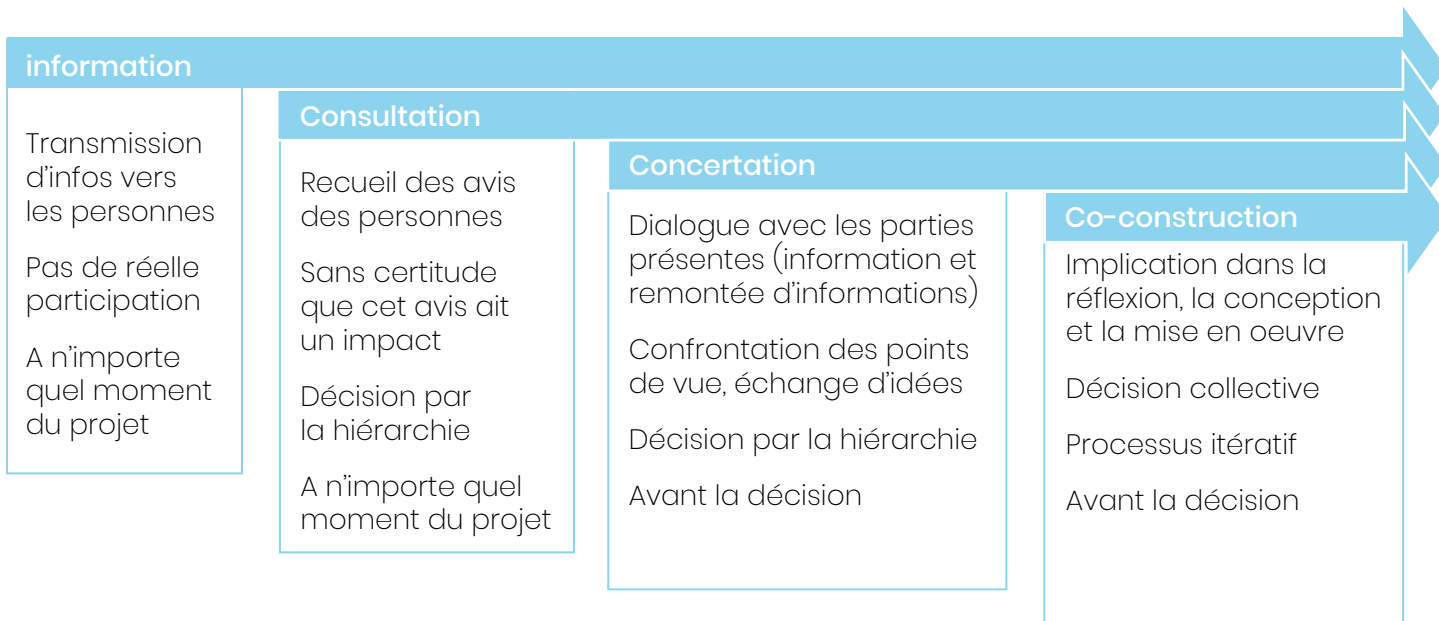 information
Transmission
d'infos vers
les personnes
Pas de réelle
participation
A n'importe
quel moment
du projet
Consultation
Recueil des avis
des personnes
Sans certitude
que cet avis ait
un impact
Décision par
la hiérarchie
A n'importe quel
moment du projet
Concertation
Dialogue avec les parties
présentes (information et
remontée d'informations)
Confrontation des points
de vue, échange d'idées
Décision par la hiérarchie
Avant la décision
Co-construction
Implication dans la
réflexion, la conception
et la mise en oeuvre
Décision collective
Processus itératif
Avant la décision